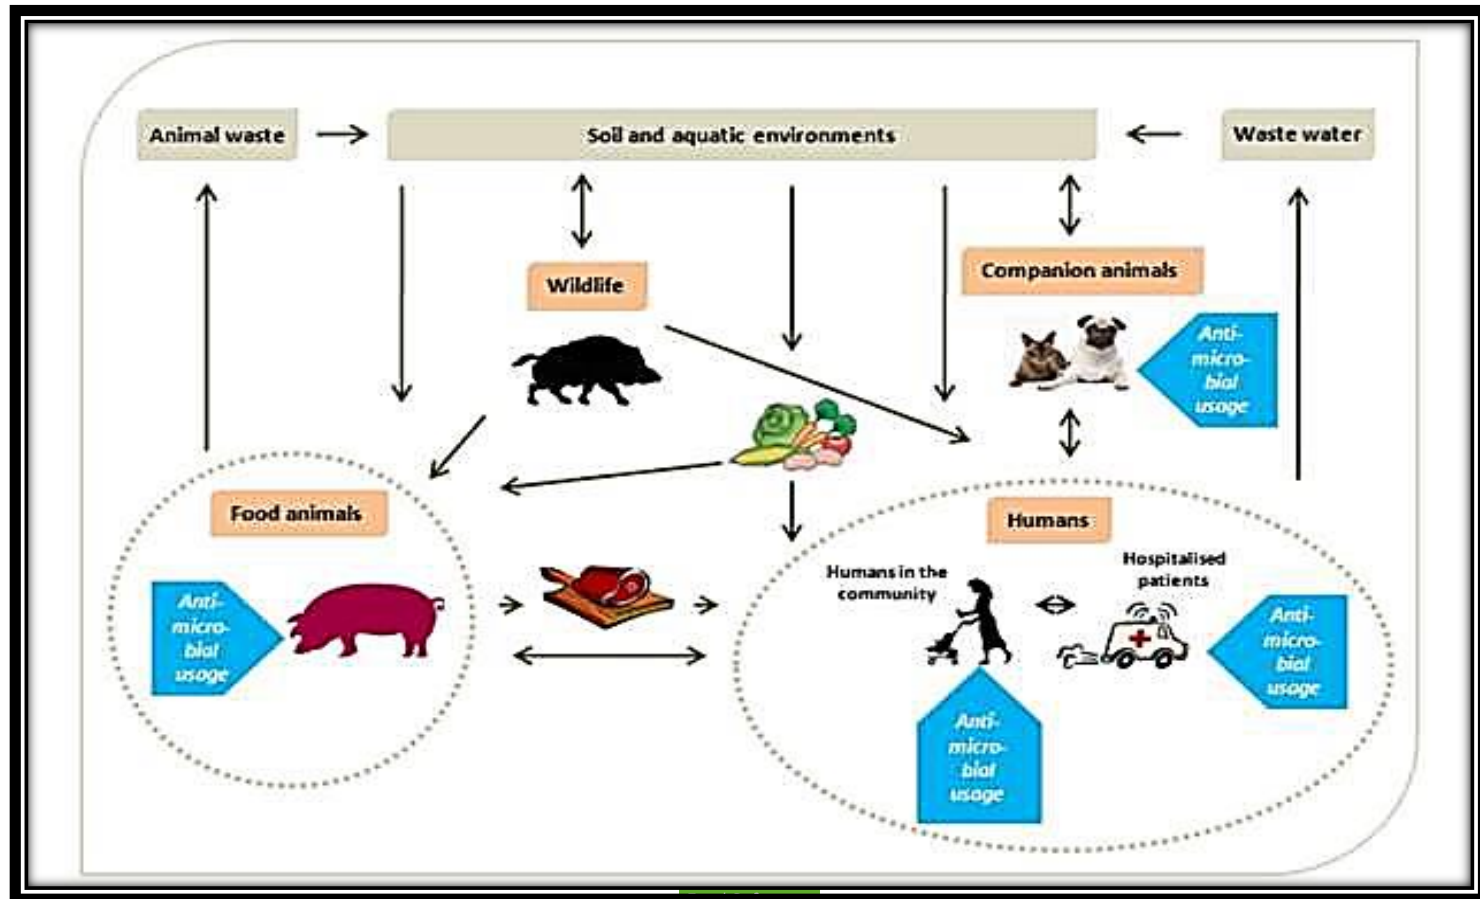 Animal waste
Soil and aquatic environments
Waste water
Wildlife
Companion animals
Anti-
micro-
bial
usage
Food animals
Humans
Humans in the
community
Hospitalised
patients
Anti-
micro-
bial
usage
Anti-
micro-
bial
usage
Anti-
micro-
bial
usage